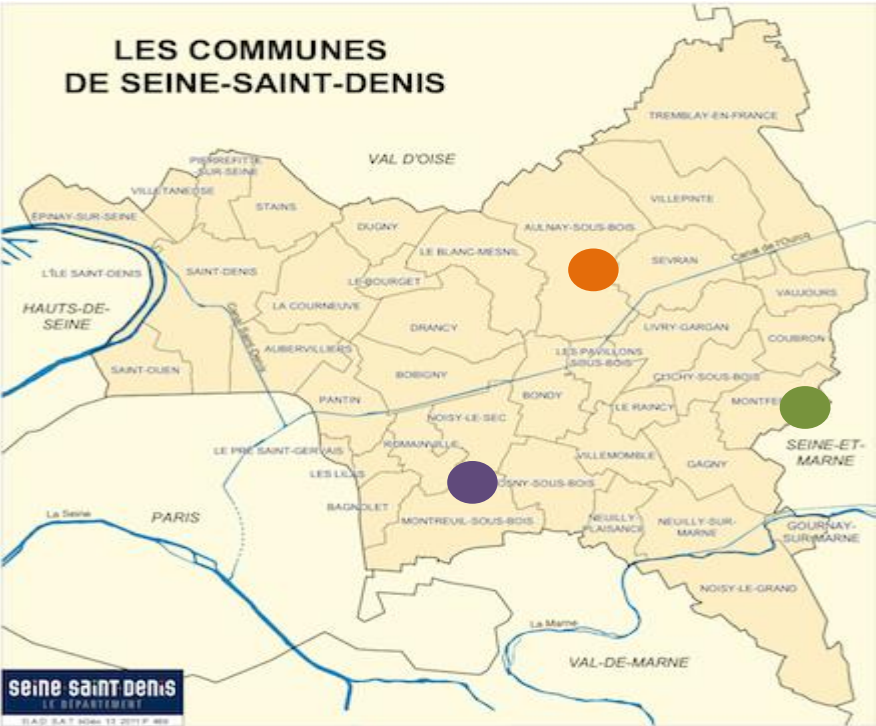 LES COMMUNES
DE SEINE-SAINT-DENIS
TREMBLAY-EN-FRANCE
VAL D'OISE
PIERREFITTE
-SUR-SEINE
VILLETANEUSE
STAINS
VILLEPINTE
ÉPINAY-SUR-SEINE
DUGNY
AULNAY-SOUS-BOIS
LE BLANC-MESNIL
Canal de l'Ourcq
SEVRAN
L'ÎLE SAINT-DENIS
SAINT-DENIS
LE BOURGET
VAUJOURS
HAUTS-DE-
SEINE
LA COURNEUVE
Canal Saint-Denis
DRANCY
LIVRY-GARGAN
COUBRON
AUBERVILLIERS
LES PAVILLONS
SOUS-BOIS
SAINT-OUEN
BOBIGNY
CLICHY-SOUS-BOIS
PANTIN
BONDY
LE RAINCY
MONTFE
NOISY-LE-SEC
ROMAINVILLE
LE PRÉ SAINT-GERVAIS
SEINE-ET-
MARNE
VILLEMOMBLE
GAGNY
LES LILAS
OSNY-SOUS-BOIS
BAGNOLET
La Seine
PARIS
MONTREUIL-SOUS-BOIS
NEUILLY-
PLAISANCE
NEUILLY-SUR-
MARNE
GOURNAY-
SUR-MARNE
NOISY-LE-GRAND
La Marne
VAL-DE-MARNE
seine saint denis
LE DÉPARTEMENT